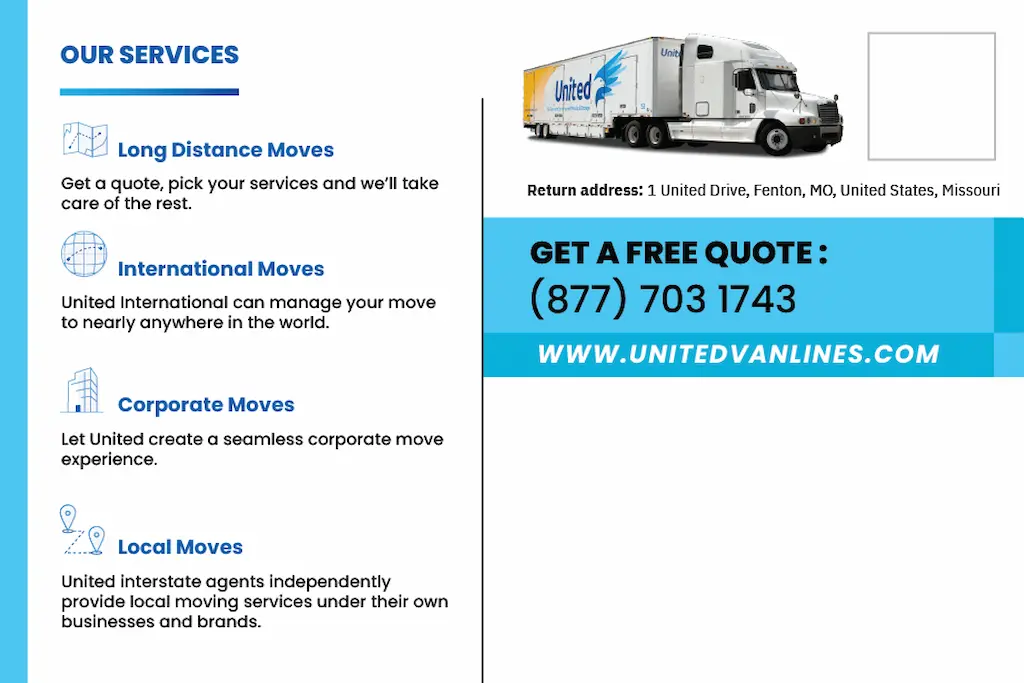 OUR SERVICES
Long Distance Moves
Get a quote, pick your services and we’ll take
care of the rest.
International Moves
United International can manage your move
to nearly anywhere in the world.
Corporate Moves
Let United create a seamless corporate move
experience.
Local Moves
United interstate agents independently
provide local moving services under their own
businesses and brands.
United
Unit
Return address: 1 United Drive, Fenton, MO, United States, Missouri
GET A FREE QUOTE :
(877) 703 1743
WWW.UNITEDVANLINES.COM